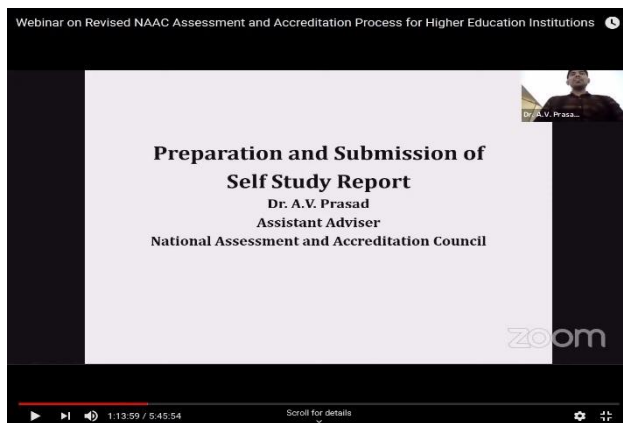 Webinar on Revised NAAC Assessment and Accreditation Process for Higher Education Institutions
Dr. A.V. Prasa...
Preparation and Submission of
Self Study Report
Dr. A.V. Prasad
Assistant Adviser
National Assessment and Accreditation Council
zoom
1:13:59 / 5:45:54
Scroll for details